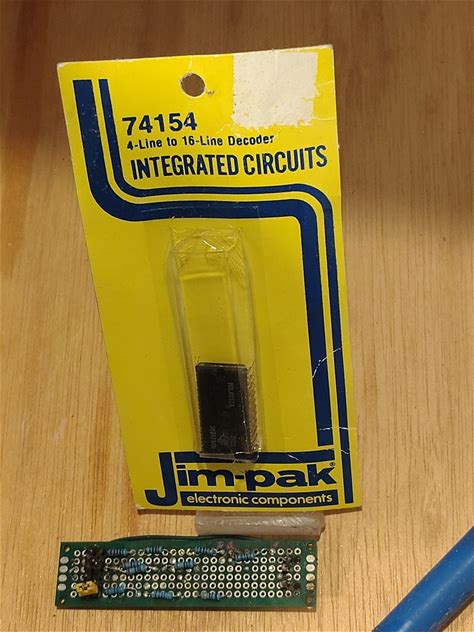 74154
4-Line to 16-Line Decoder
INTEGRATED CIRCUITS
Jim-pak®
electronic components